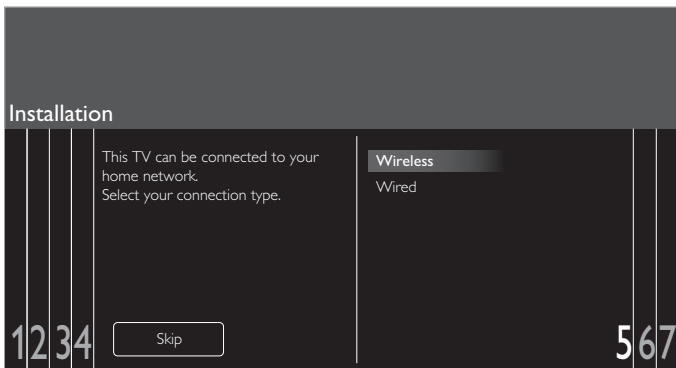 Installation
This TV can be connected to your
home network.
Select your connection type.
Wireless
Wired
Skip
1 2 3 4
5 6 7